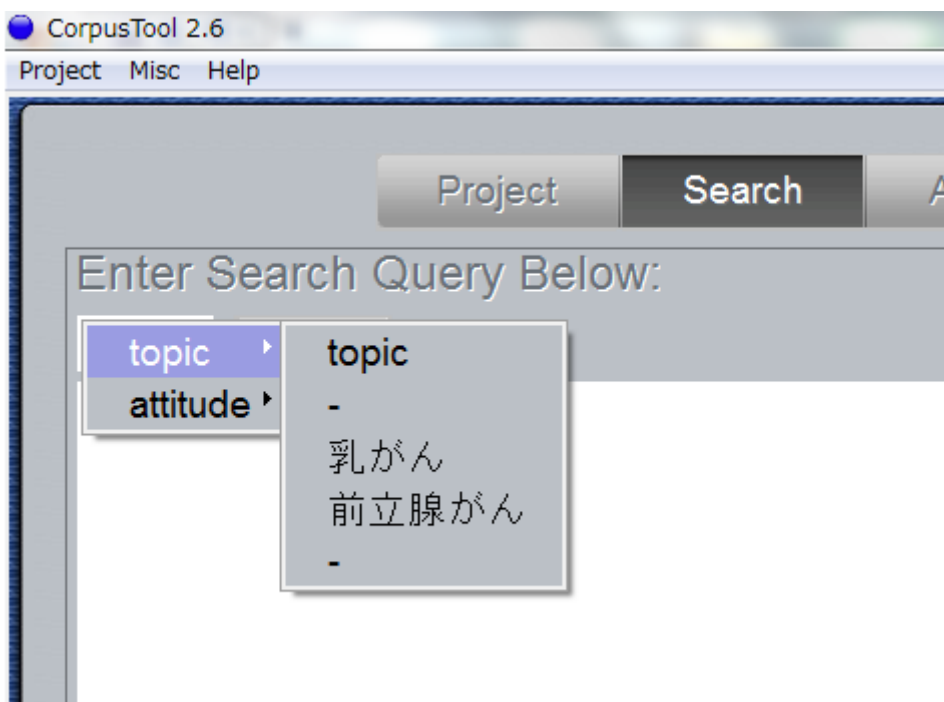 CorpusTool 2.6
Project Misc Help
Project Search A
Enter Search Query Below:
topic topic
attitude -
乳がん
前立腺がん
-